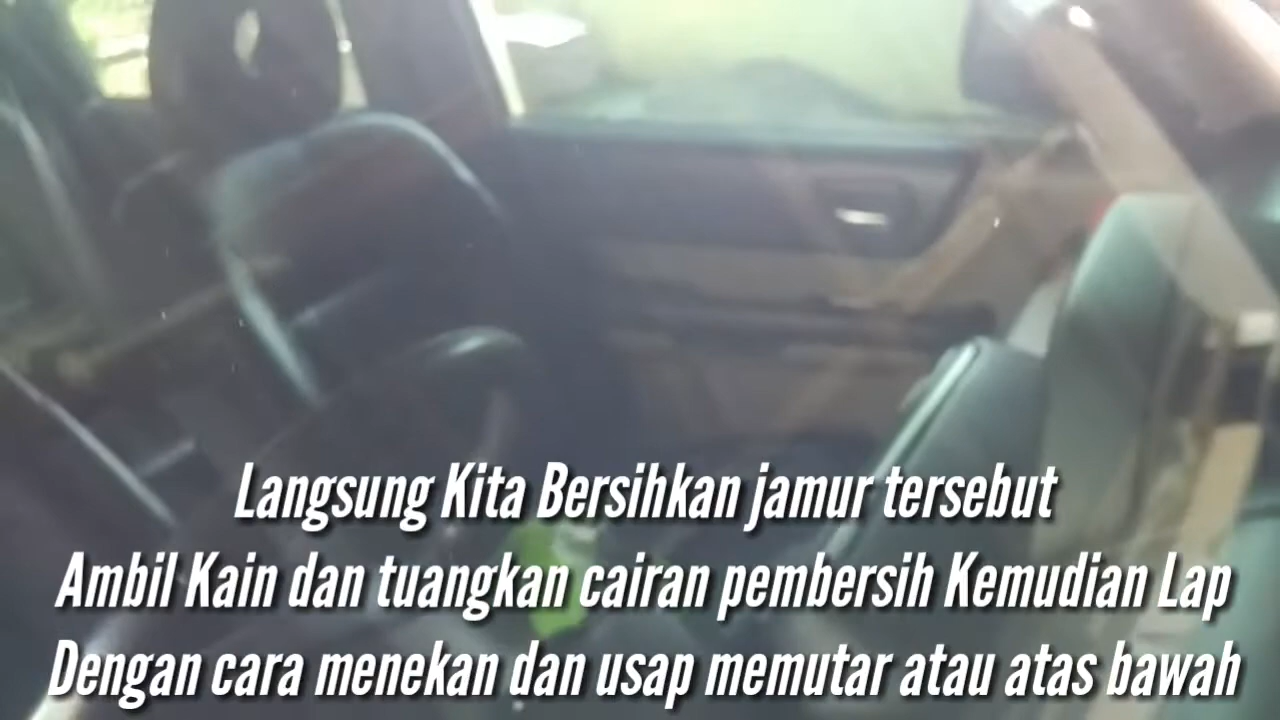 Langsung Kita Bersihkan jamur tersebut
Ambil Kain dan tuangkan cairan pembersih Kemudian Lap
Dengan cara menekan dan usap memutar atau atas bawah